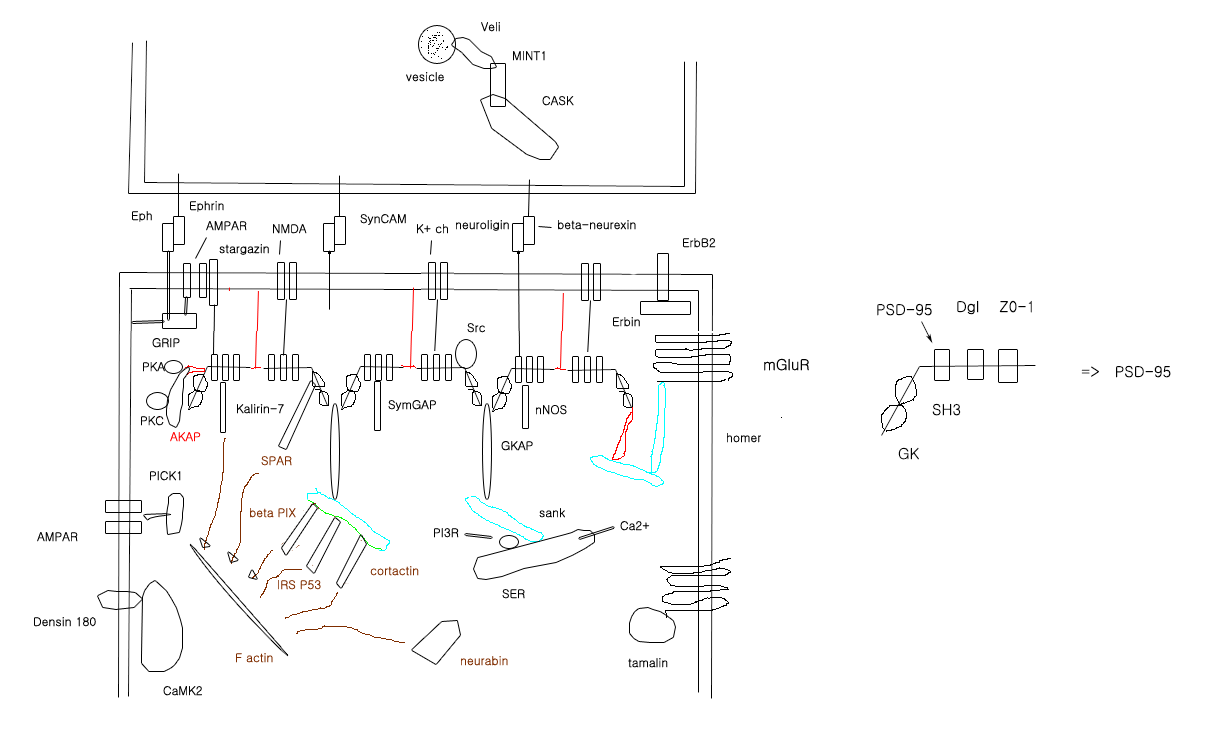 Veli
MINT1
vesicle
CASK
Ephrin
Eph
AMPAR
NMDA
SynCAM
K+ ch
neuroligin
beta-neurexin
stargazin
ErbB2
GRIP
Src
Erbin
PKA
mGluR
PKC
Kalirin-7
SymGAP
nNOS
AKAP
SPAR
GKAP
homer
PICK1
beta PIX
sank
Ca2+
AMPAR
PI3R
IRS P53
cortactin
SER
Densin 180
F actin
neurabin
tamalin
CaMK2
PSD-95
Dgl
Z0-1
SH3
GK
=> PSD-95